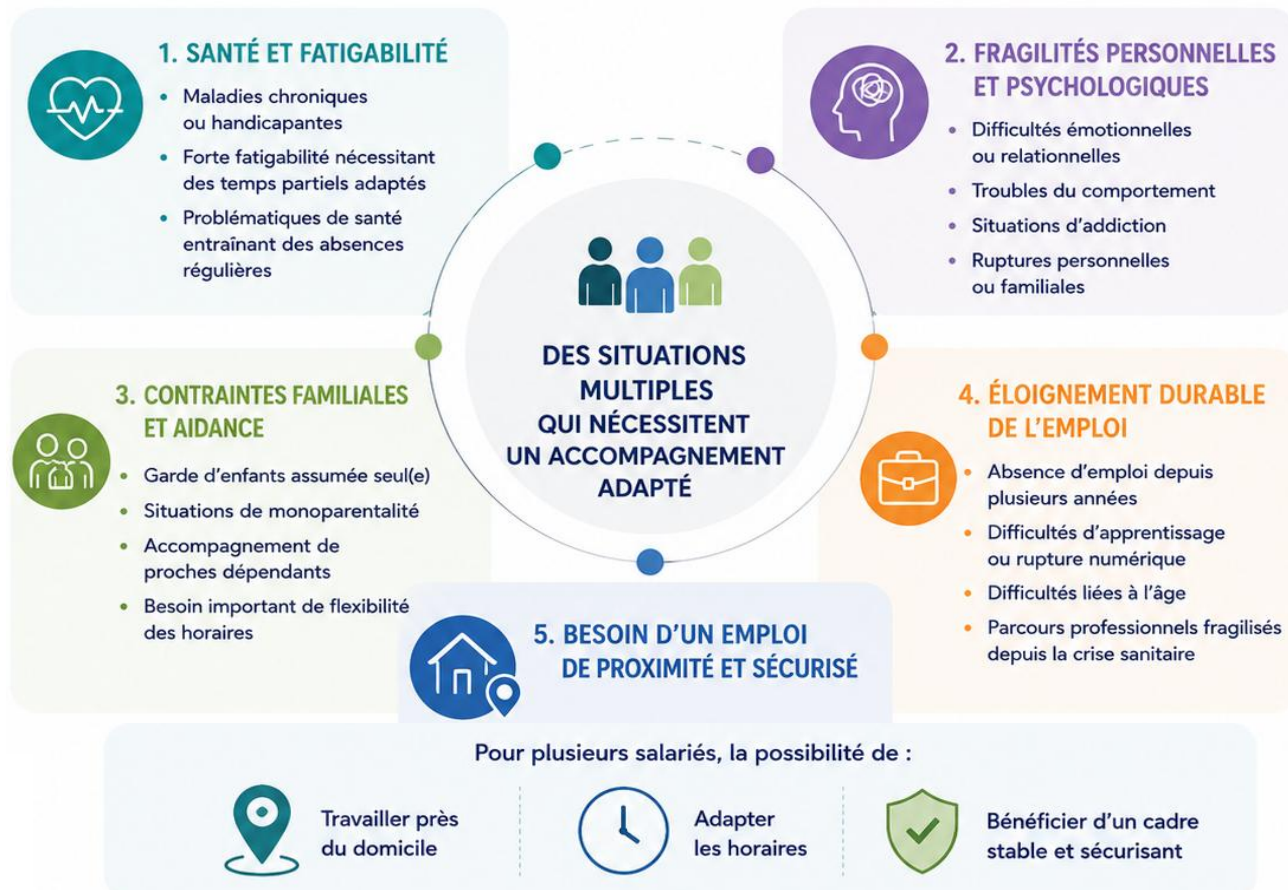 1. SANTÉ ET FATIGABILITÉ
• Maladies chroniques
ou handicapantes
• Forte fatigabilité nécessitant
des temps partiels adaptés
• Problématiques de santé
entraînant des absences
régulières
2. FRAGILITÉS PERSONNELLES
ET PSYCHOLOGIQUES
• Difficultés émotionnelles
ou relationnelles
• Troubles du comportement
• Situations d'addiction
• Ruptures personnelles
ou familiales
DES SITUATIONS
MULTIPLES
QUI NÉCESSITENT
UN ACCOMPAGNEMENT
ADAPTÉ
3. CONTRAINTES FAMILIALES
ET AIDANCE
• Garde d'enfants assumée seul(e)
• Situations de monoparentalité
• Accompagnement de
proches dépendants
• Besoin important de flexibilité
des horaires
4. ÉLOIGNEMENT DURABLE
DE L'EMPLOI
• Absence d'emploi depuis
plusieurs années
• Difficultés d'apprentissage
ou rupture numérique
• Difficultés liées à l'âge
• Parcours professionnels fragilisés
depuis la crise sanitaire
5. BESOIN D'UN EMPLOI
DE PROXIMITÉ ET SÉCURISÉ
Pour plusieurs salariés, la possibilité de :
Travailler près
du domicile
Adapter
les horaires
Bénéficier d'un cadre
stable et sécurisant